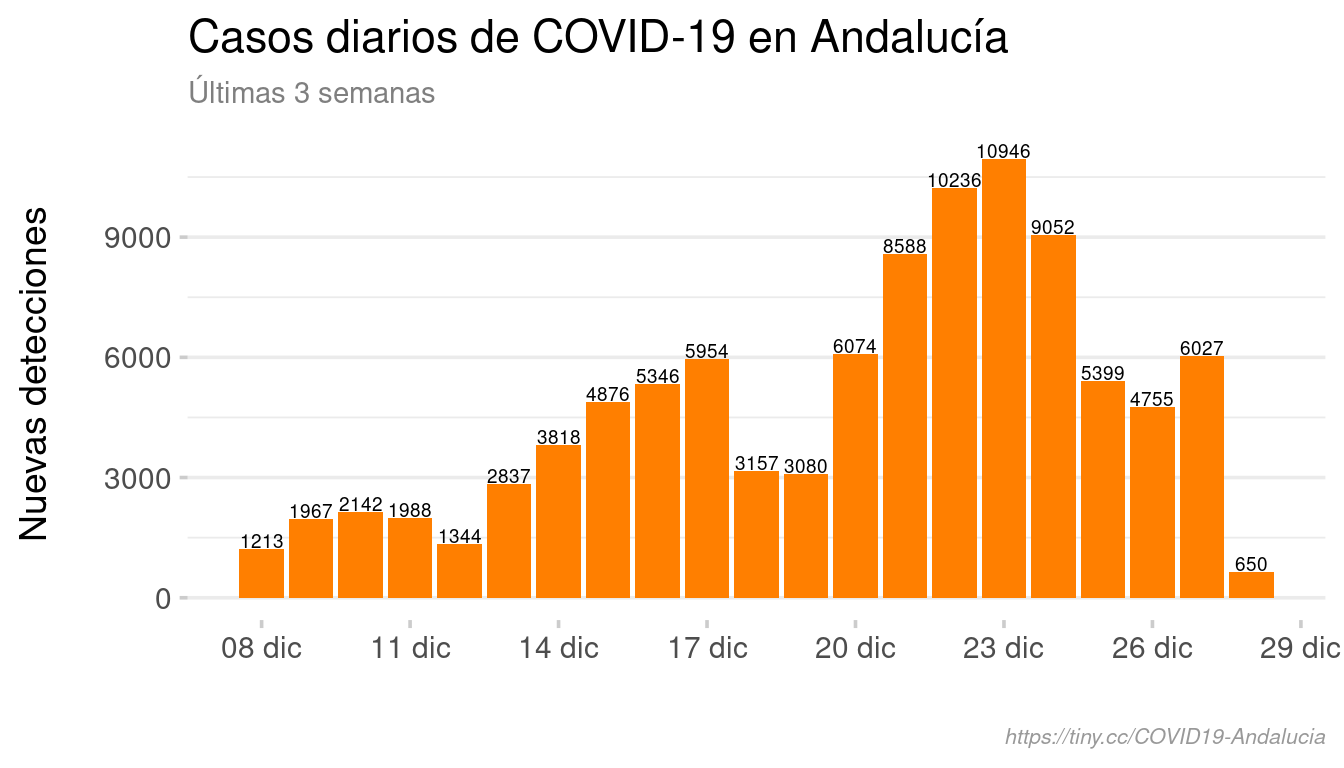 Casos diarios de COVID-19 en Andalucía
Últimas 3 semanas
Nuevas detecciones
9000
6000
3000
0
1213
1967
2142
1988
1344
2837
3818
4876
5346
5954
3157
3080
6074
8588
10236
10946
9052
5399
4755
6027
650
08 dic
11 dic
14 dic
17 dic
20 dic
23 dic
26 dic
29 dic
https://tiny.cc/COVID19-Andalucia